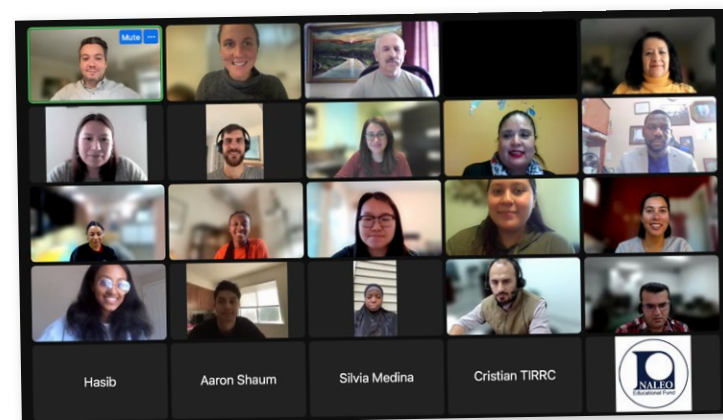 Mute
Hasib
Aaron Shaum
Silvia Medina
Cristian TIRRC
NALEO
Educational Fund